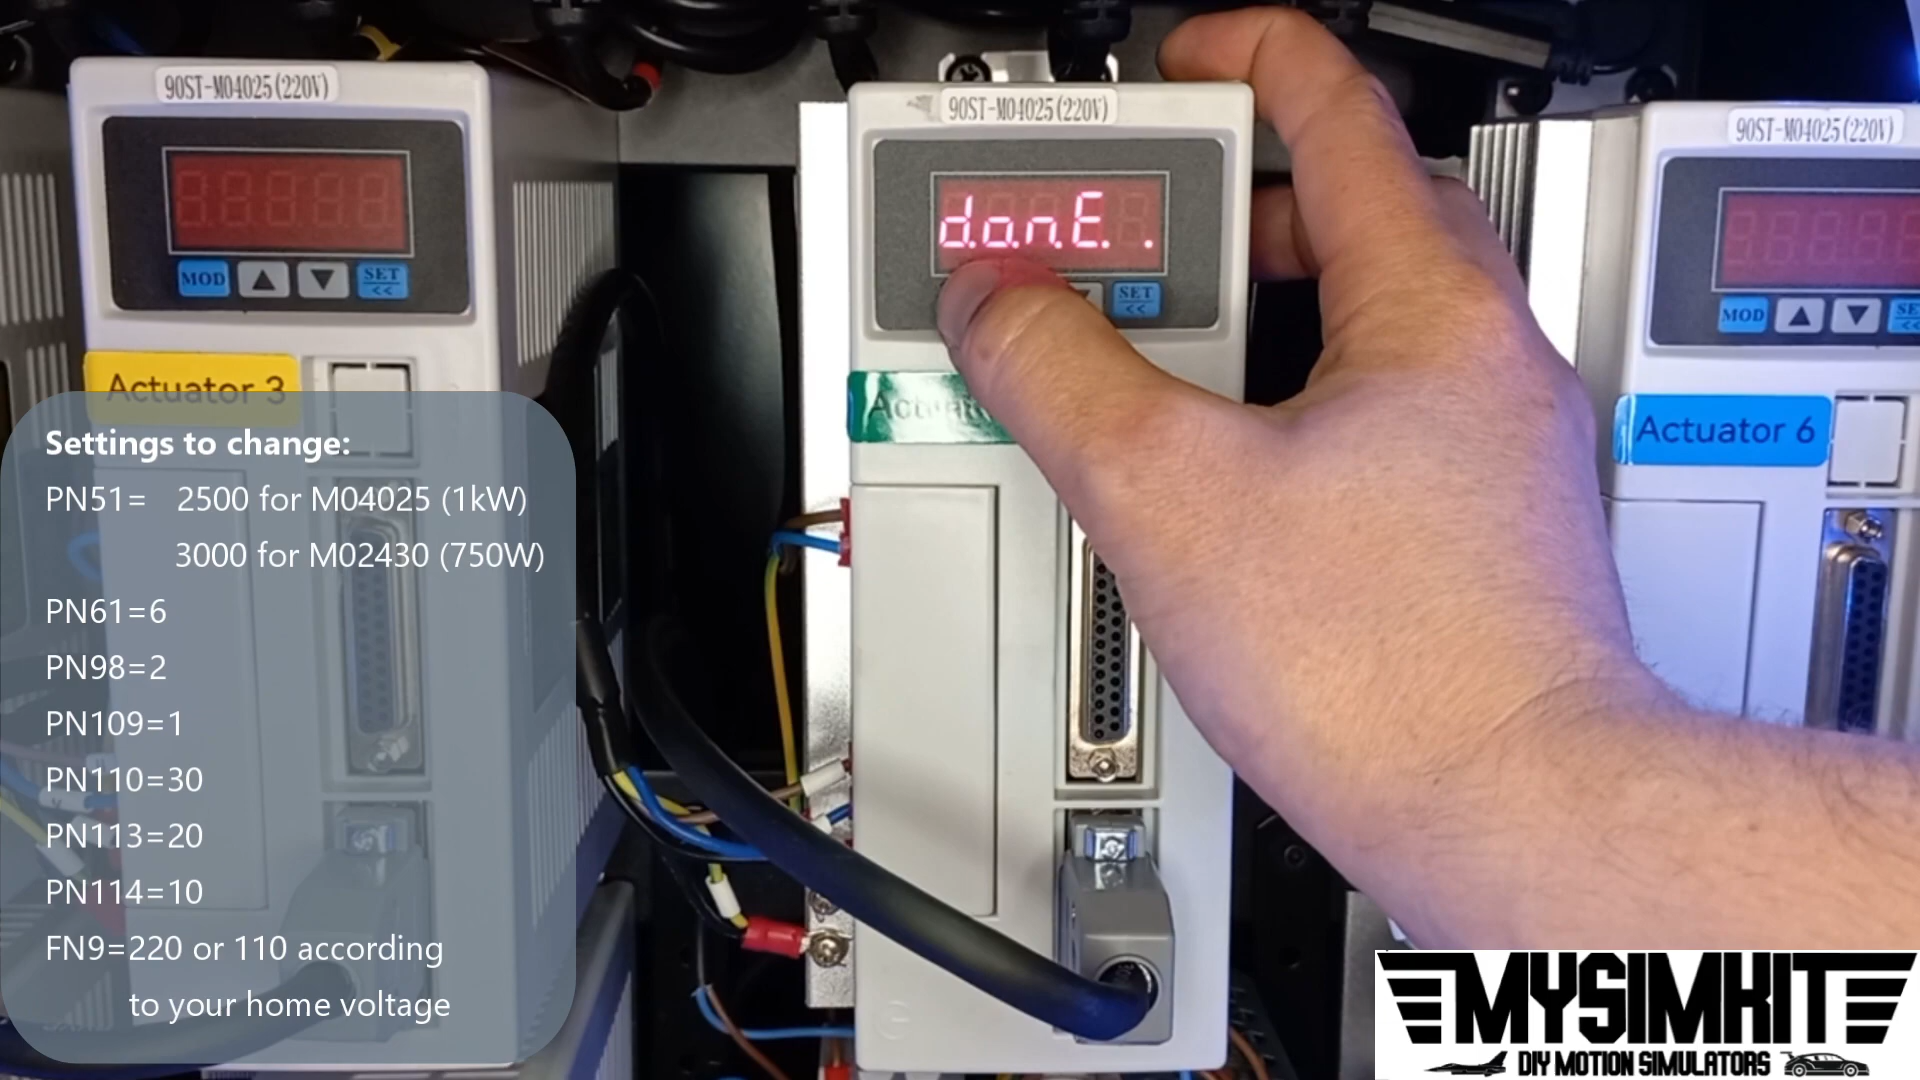 90ST-M04025(220V)
90ST-M04025(220V)
90ST-M04025(220V)
donE.
MOD
SET
<<
SET
<<
MOD
Actuator 3
Actuator 6
Settings to change:
PN51= 2500 for M04025 (1kW)
3000 for M02430 (750W)
PN61=6
PN98=2
PN109=1
PN110=30
PN113=20
PN114=10
FN9=220 or 110 according
to your home voltage
MYSIMKIT
DIY MOTION SIMULATORS